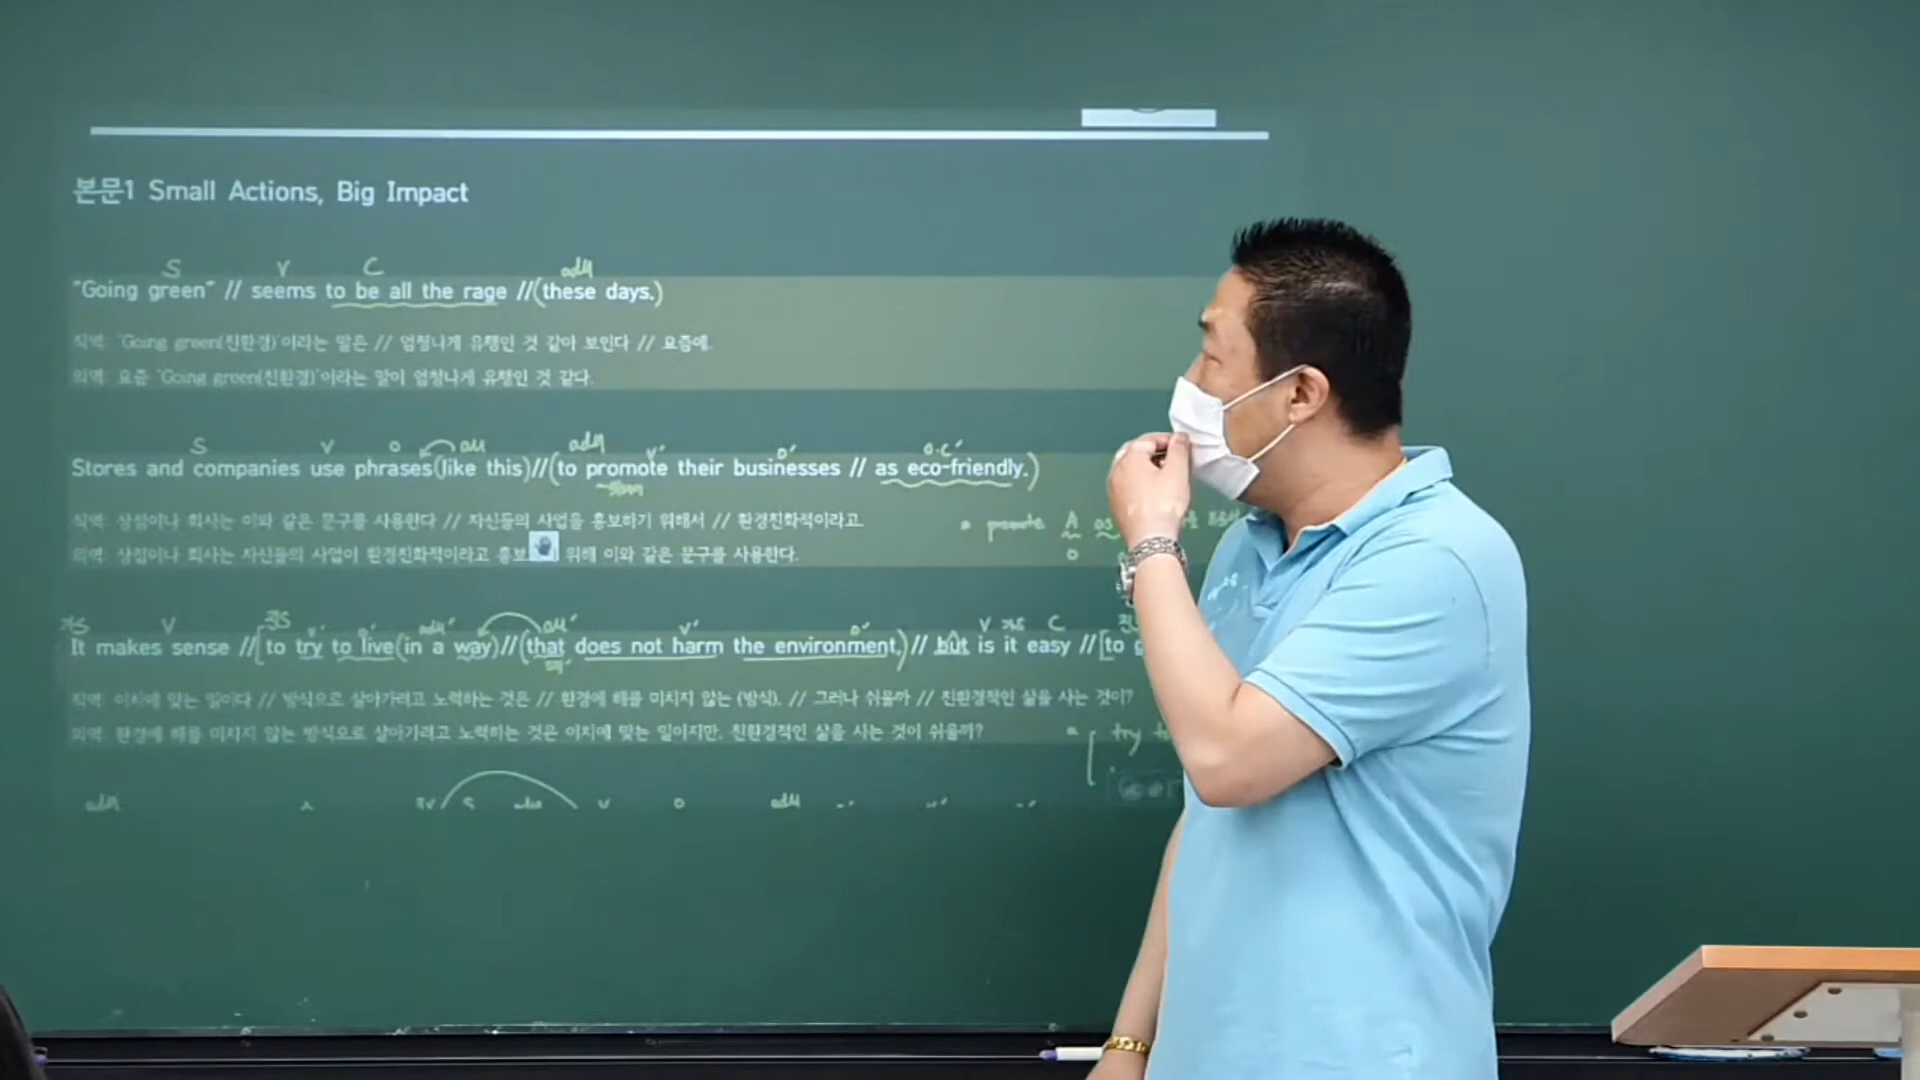 본문1 Small Actions, Big Impact
S V C adv
"Going green" // seems to be all the rage //(these days.)
직역: 'Going green(친환경)'이라는 말은 // 엄청나게 유행인 것 같아 보인다 // 요즘에.
의역: 요즘 'Going green(친환경)'이라는 말이 엄청나게 유행인 것 같다.
S V O adv V' O' O.C'
Stores and companies use phrases(like this)//(to promote their businesses // as eco-friendly.)
직역: 상점이나 회사는 이와 같은 문구를 사용한다 // 자신들의 사업을 홍보하기 위해서 // 환경친화적이라고.
의역: 상점이나 회사는 자신들의 사업이 환경친화적이라고 홍보 위해 이와 같은 문구를 사용한다.
• promote A
O
가S V 진S V' O' V' O' V 가S C
It makes sense //[to try to live(in a way)//(that does not harm the environment,)// but is it easy //[to
직역: 이치에 맞는 일이다 // 방식으로 살아가려고 노력하는 것은 // 환경에 해를 미치지 않는 (방식), // 그러나 쉬울까 // 친환경적인 삶을 사는 것이?
의역: 환경에 해를 미치지 않는 방식으로 살아가려고 노력하는 것은 이치에 맞는 일이지만, 친환경적인 삶을 사는 것이 쉬울까?
try
adv S V O adv